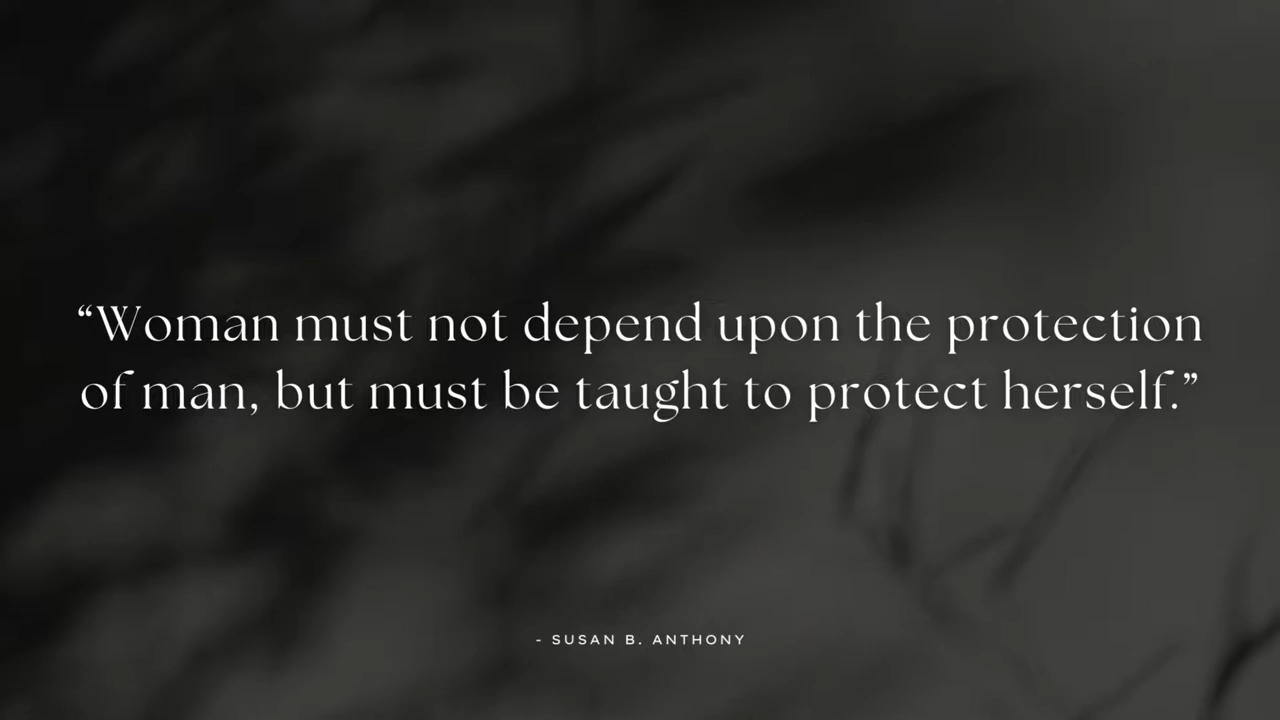 “Woman must not depend upon the protection
of man, but must be taught to protect herself.”
- SUSAN B. ANTHONY